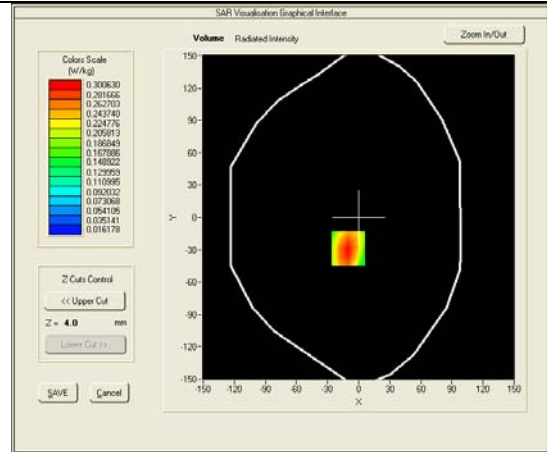 SAR Visualisation Graphical Interface
Volume Radiated Intensity
Zoom In/Out
Colors Scale
(W/kg)
0.300630
0.281666
0.262703
0.243740
0.224776
0.205813
0.186849
0.167886
0.148922
0.129959
0.110995
0.092032
0.073068
0.054105
0.035141
0.016178
Z Cuts Control
<< Upper Cut
Z = 4.0 mm
Lower Cut >>
SAVE Cancel
150
120
90
60
30
0
-30
-60
-90
-120
-150
Y
-150 -120 -90 -60 -30 0 30 60 90 120 150
X